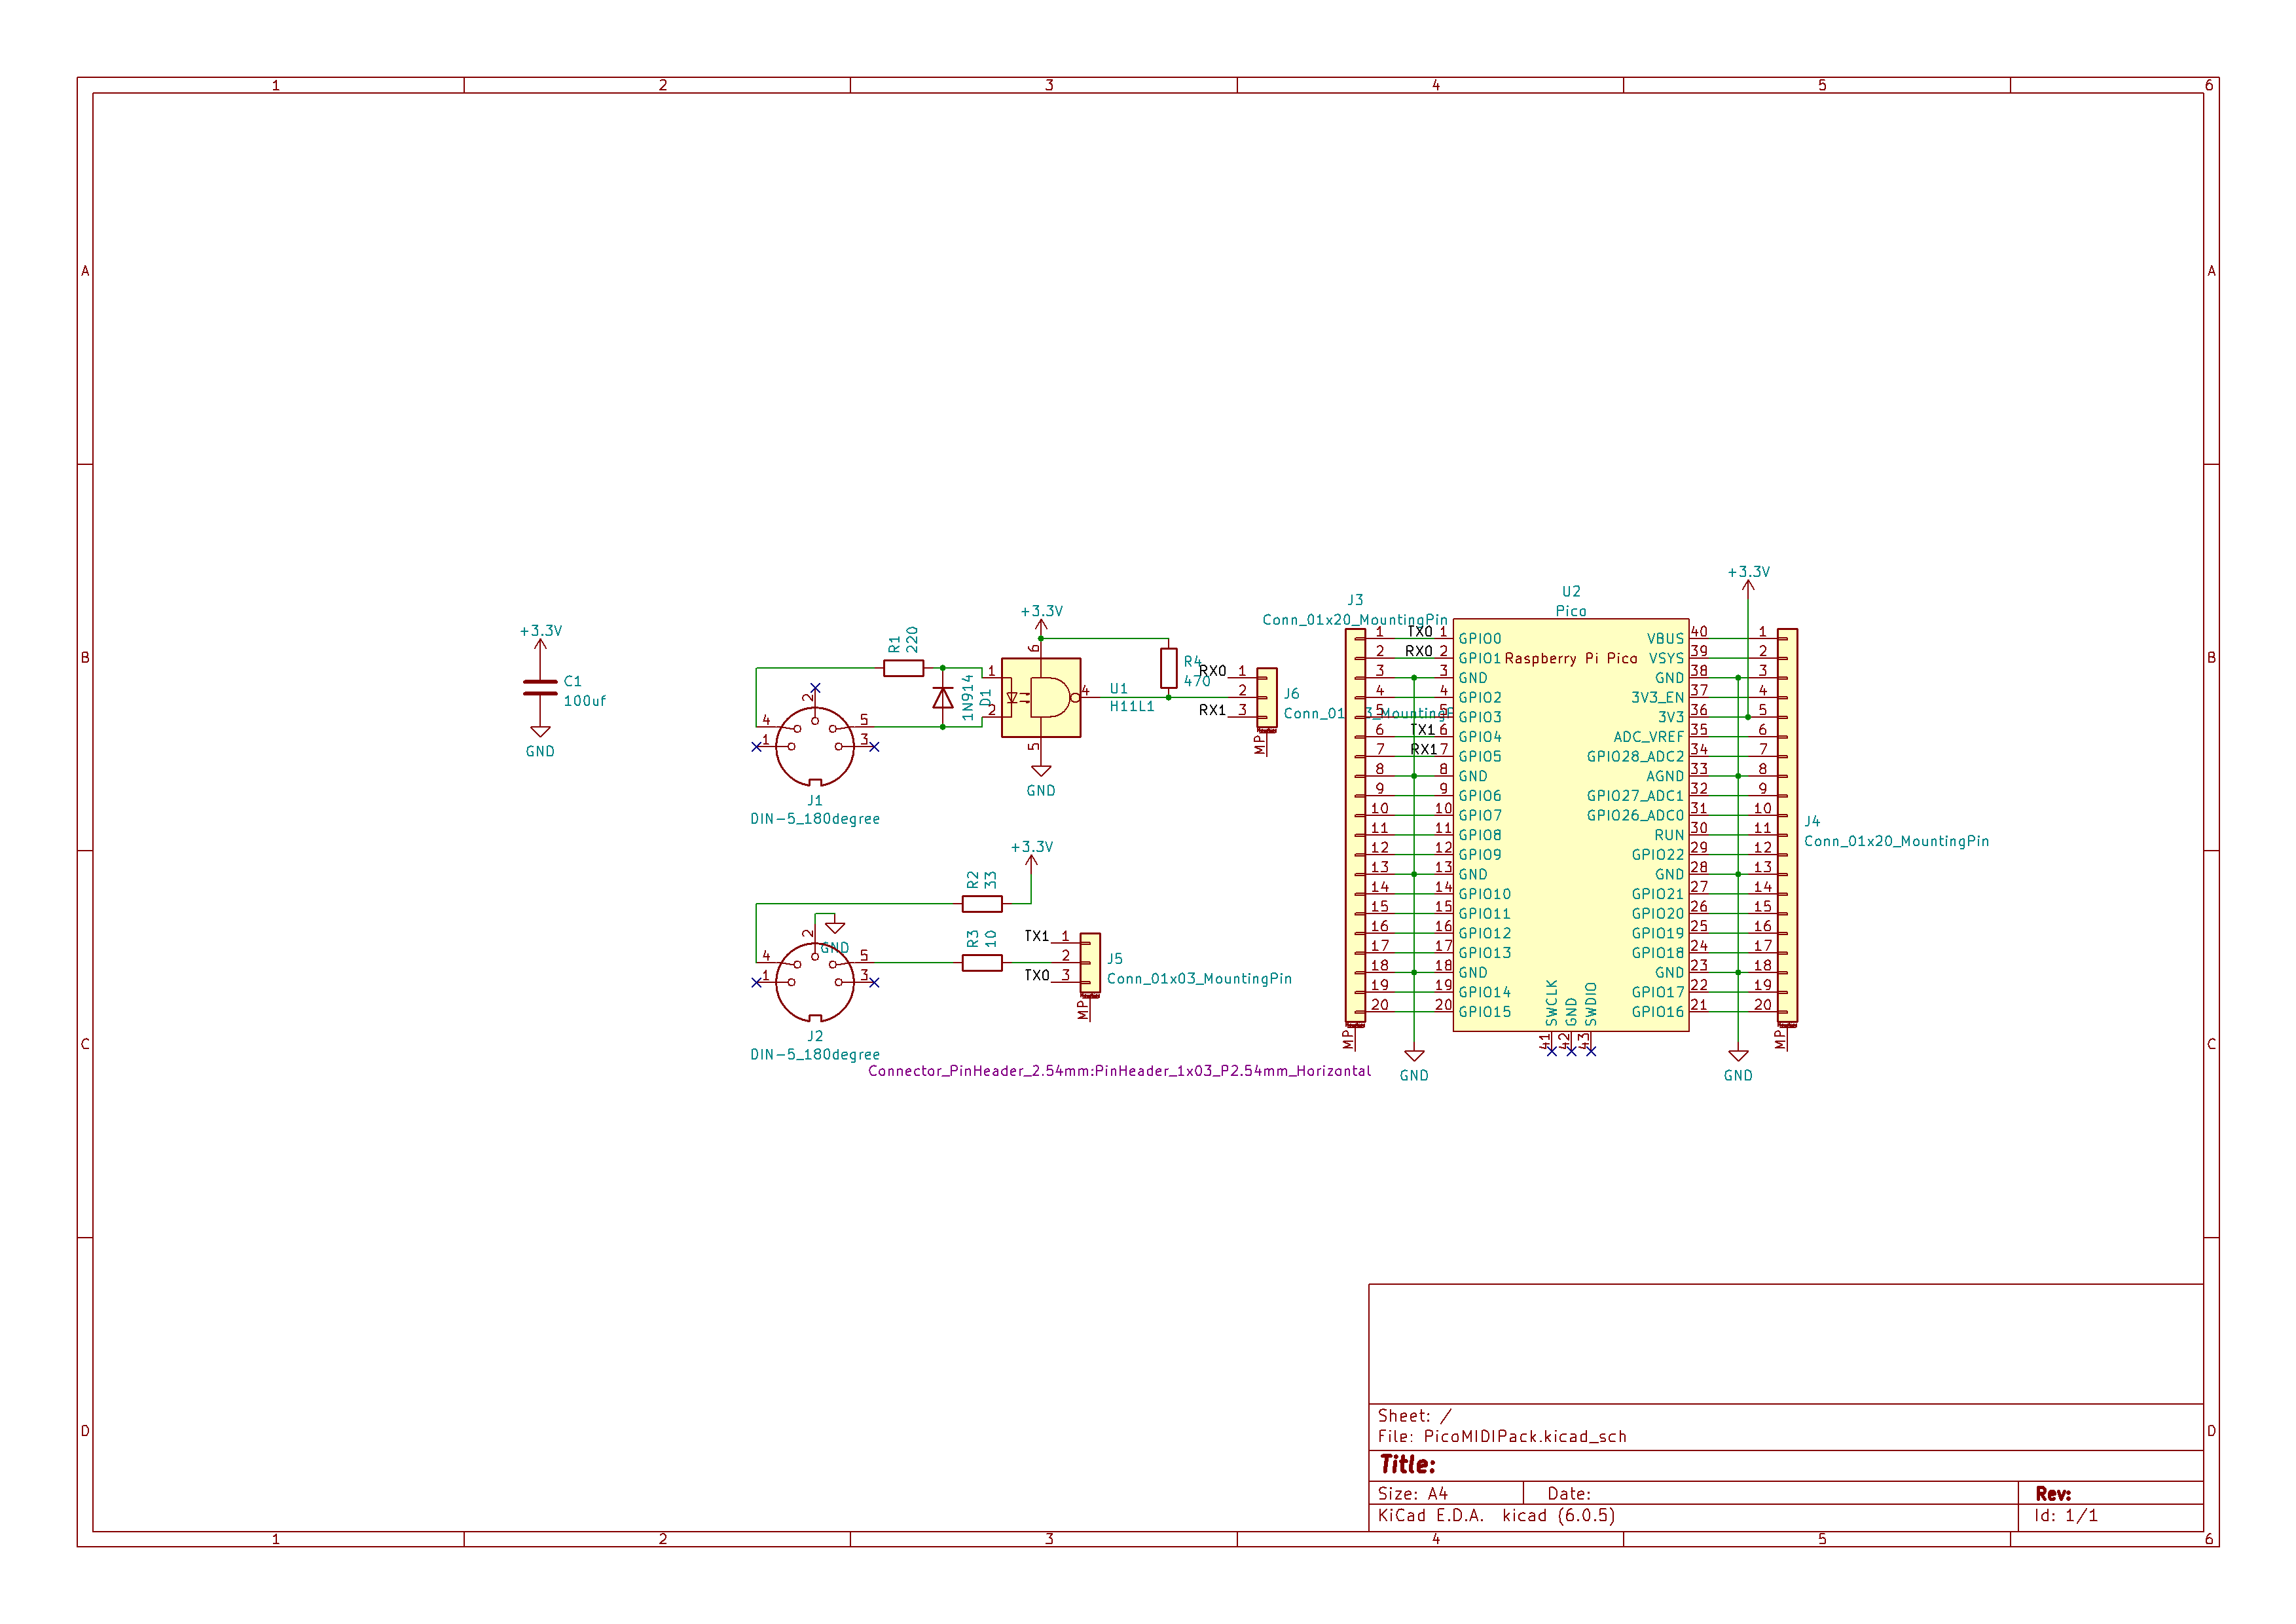 1 2 3 4 5 6
A A
B B
C C
D D
+3.3V
C1
100uf
GND
R1
220
4 5
1 3
2
J1
DIN-5_180degree
1N914
D1
+3.3V
6
1
2
4
5
U1
H11L1
GND
R4
470
RX0 1
2
RX1 3
J6
Conn_01x03_MountingPin
MP
+3.3V
R2
33
R3
10
GND
2
4 5
1 3
J2
DIN-5_180degree
TX1 1
2
TX0 3
J5
Conn_01x03_MountingPin
MP
Connector_PinHeader_2.54mm:PinHeader_1x03_P2.54mm_Horizontal
J3
Conn_01x20_MountingPin
U2
Pico
+3.3V
Raspberry Pi Pico
1 TX0 1 GPIO0 VBUS 40 1
2 RX0 2 GPIO1 VSYS 39 2
3 3 GND GND 38 3
4 4 GPIO2 3V3_EN 37 4
5 5 GPIO3 3V3 36 5
6 TX1 6 GPIO4 ADC_VREF 35 6
7 RX1 7 GPIO5 GPIO28_ADC2 34 7
8 8 GND AGND 33 8
9 9 GPIO6 GPIO27_ADC1 32 9
10 10 GPIO7 GPIO26_ADC0 31 10
11 11 GPIO8 RUN 30 11
12 12 GPIO9 GPIO22 29 12
13 13 GND GND 28 13
14 14 GPIO10 GPIO21 27 14
15 15 GPIO11 GPIO20 26 15
16 16 GPIO12 GPIO19 25 16
17 17 GPIO13 GPIO18 24 17
18 18 GND GND 23 18
19 19 GPIO14 GPIO17 22 19
20 20 GPIO15 GPIO16 21 20
SWCLK GND SWDIO
41 42 43
MP MP
GND GND
J4
Conn_01x20_MountingPin
Sheet: /
File: PicoMIDIPack.kicad_sch
Title:
Size: A4 Date: Rev:
KiCad E.D.A. kicad (6.0.5) Id: 1/1
1 2 3 4 5 6